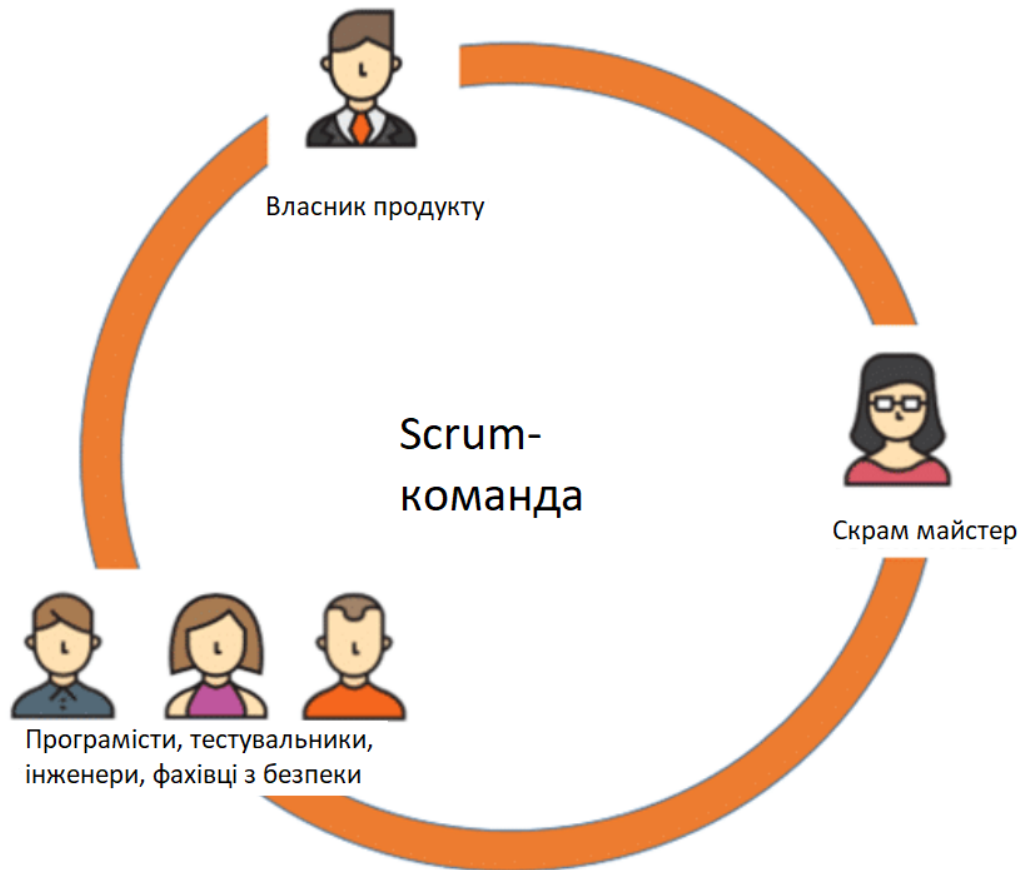 Власник продукту
Scrum-
команда
Скрам майстер
Програмісти, тестувальники,
інженери, фахівці з безпеки